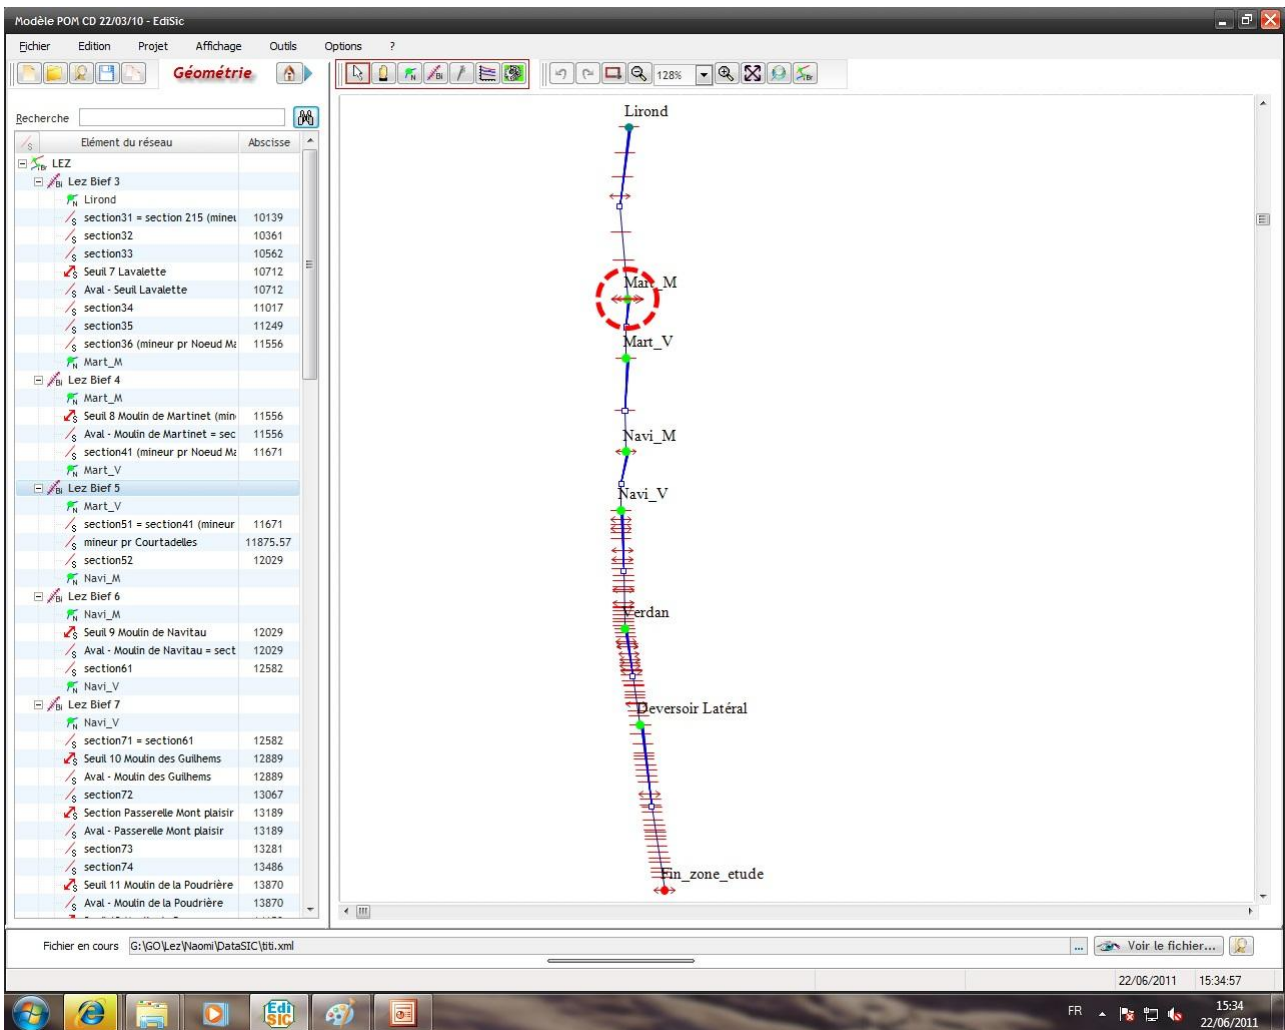 Modèle POM CD 22/03/10 - EdiSic
Fichier Edition Projet Affichage Outils Options ?
Géométrie
128%
Recherche
Elément du réseau Abscisse
LEZ
Lez Bief 3
Lirond
section31 = section 215 (mineu 10139
section32 10361
section33 10562
Seuil 7 Lavalette 10712
Aval - Seuil Lavalette 10712
section34 11017
section35 11249
section36 (mineur pr Noeud Ma 11556
Mart_M
Lez Bief 4
Mart_M
Seuil 8 Moulin de Martinet (min 11556
Aval - Moulin de Martinet = sec 11556
section41 (mineur pr Noeud Ma 11671
Mart_V
Lez Bief 5
Mart_V
section51 = section41 (mineur 11671
mineur pr Courtadelles 11875.57
section52 12029
Navi_M
Lez Bief 6
Navi_M
Seuil 9 Moulin de Navitau 12029
Aval - Moulin de Navitau = sect 12029
section61 12582
Navi_V
Lez Bief 7
Navi_V
section71 = section61 12582
Seuil 10 Moulin des Guilhems 12889
Aval - Moulin des Guilhems 12889
section72 13067
Section Passerelle Mont plaisir 13189
Aval - Passerelle Mont plaisir 13189
section73 13281
section74 13486
Seuil 11 Moulin de la Poudrière 13870
Aval - Moulin de la Poudrière 13870
Lirond
Mart_M
Mart_V
Navi_M
Navi_V
Verdan
Deversoir Latéral
Fin_zone_etude
Fichier en cours G:\GO\Lez\Naomi\DataSIC\titi.xml ... Voir le fichier...
22/06/2011 15:34:57
Edi
SIC
FR
15:34
22/06/2011